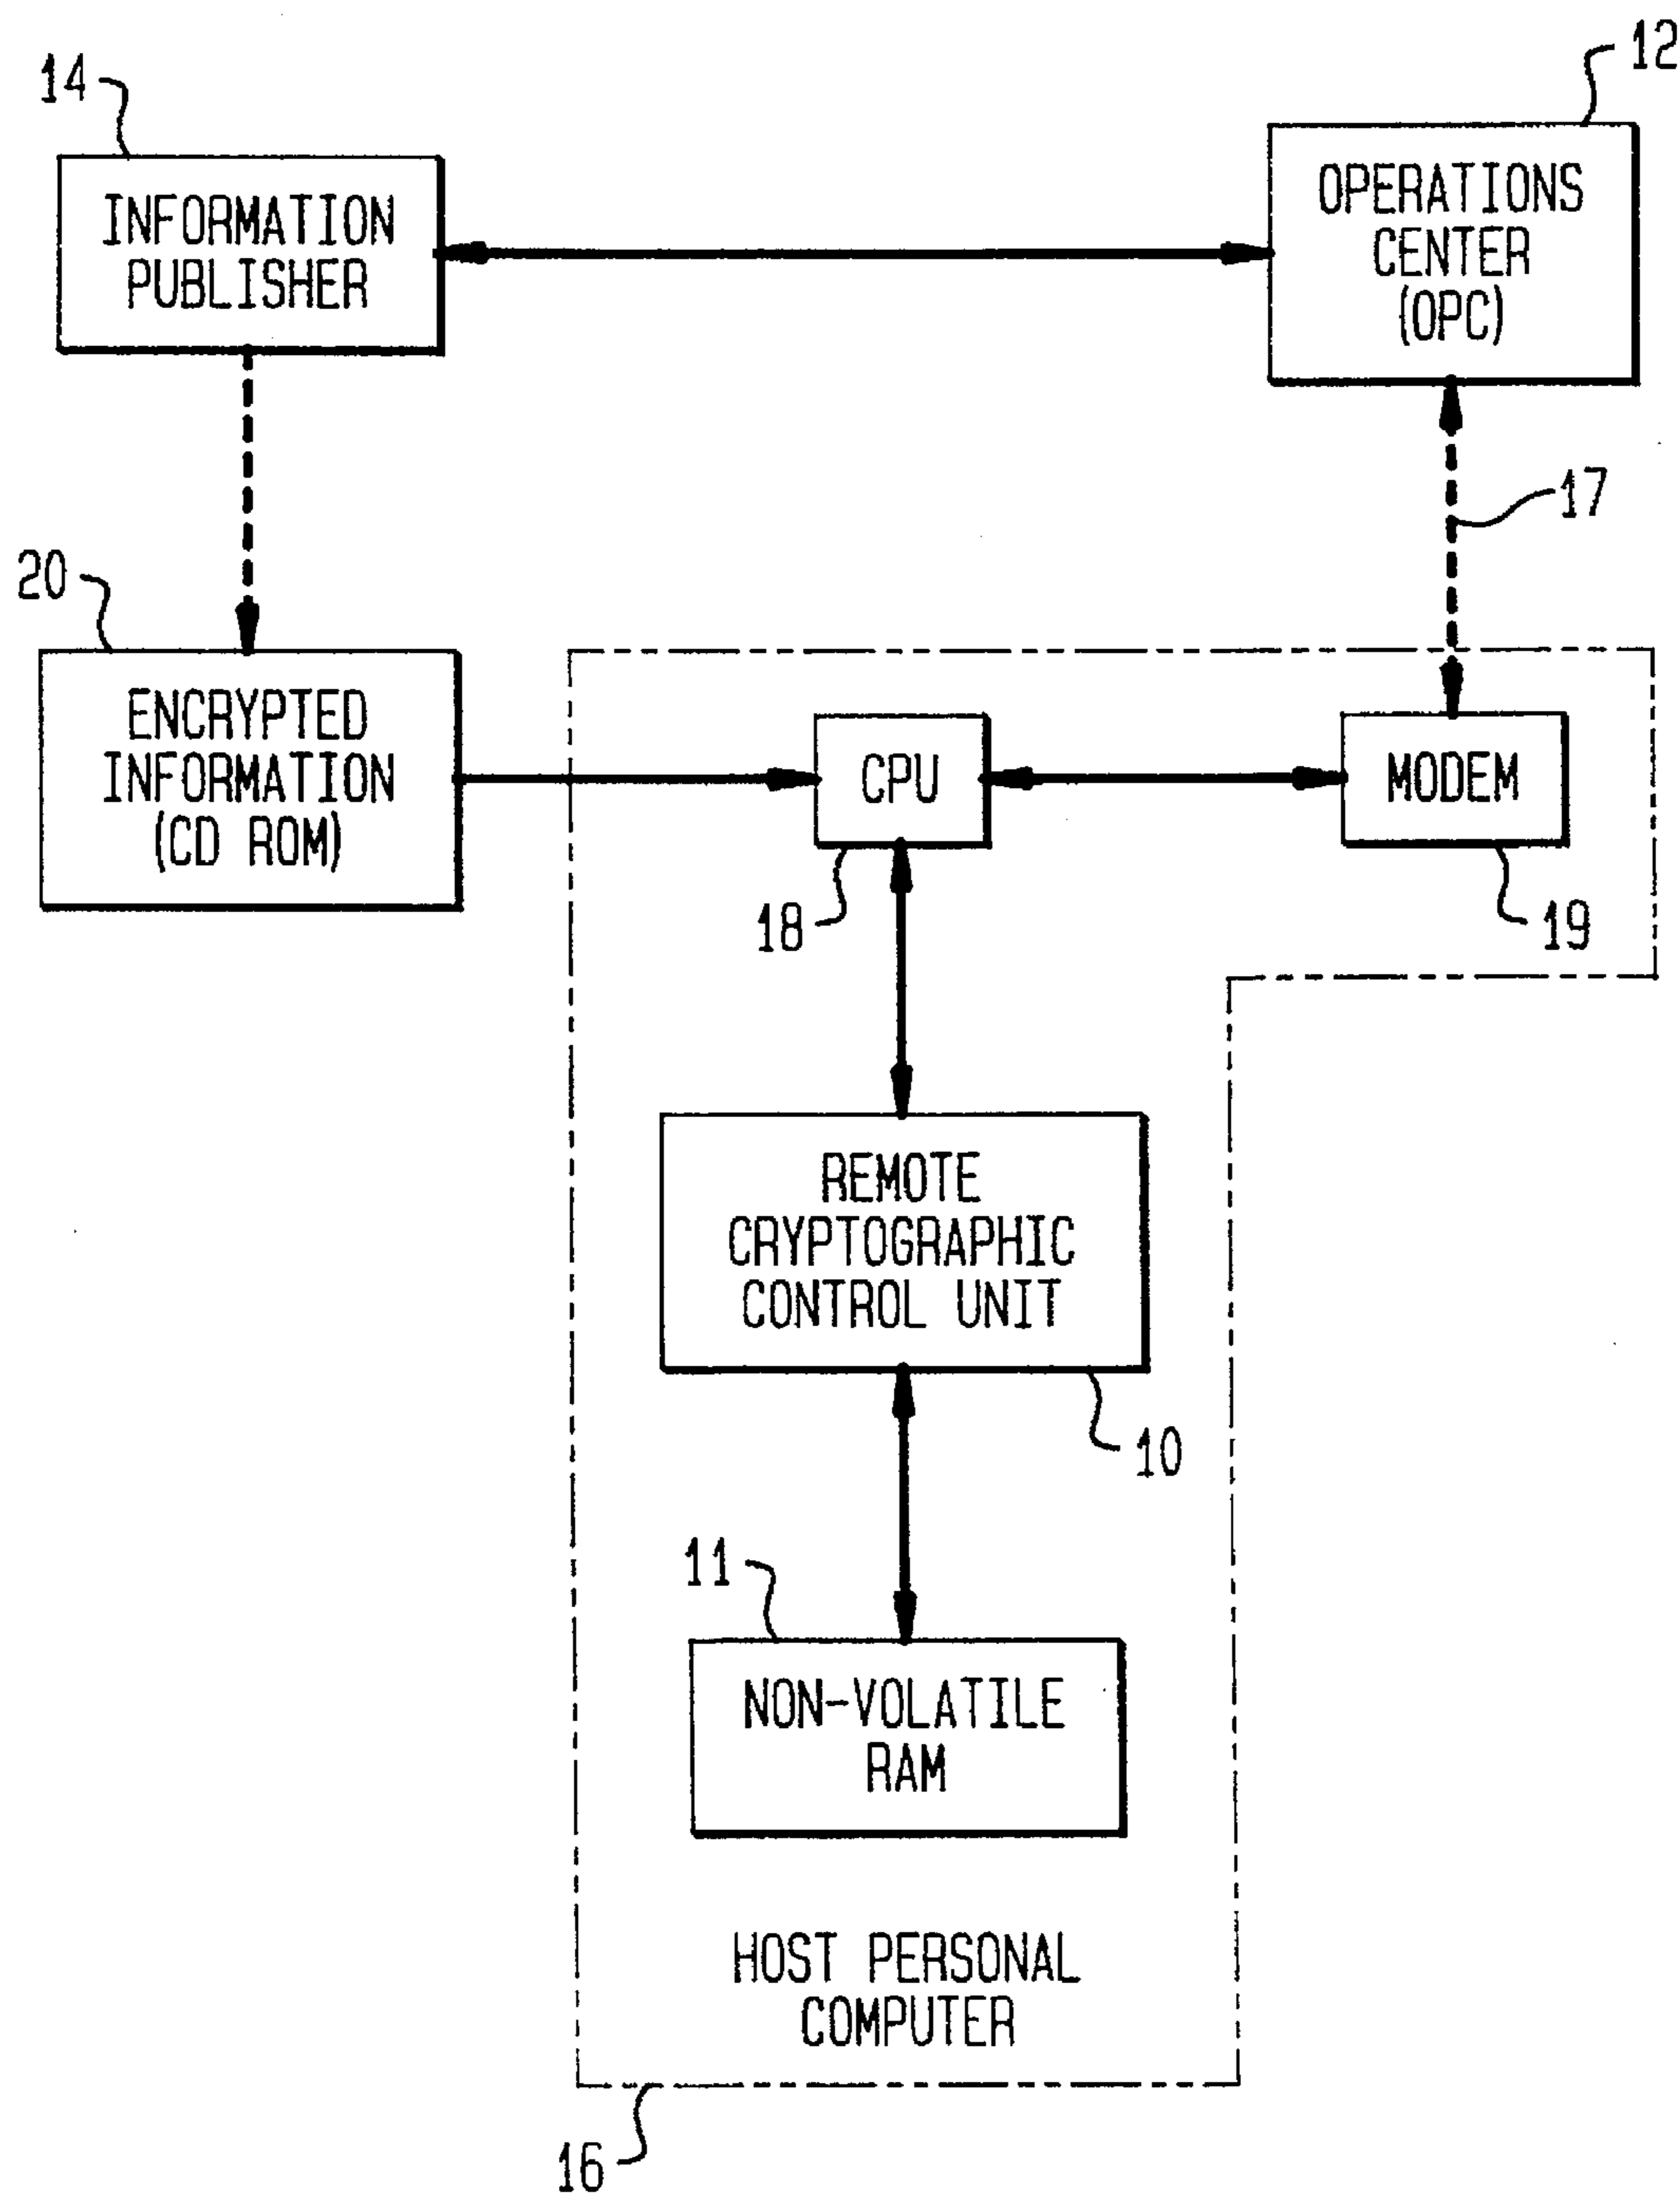 14
INFORMATION
PUBLISHER
12
OPERATIONS
CENTER
(OPC)
17
20
ENCRYPTED
INFORMATION
(CD ROM)
CPU
18
MODEM
19
REMOTE
CRYPTOGRAPHIC
CONTROL UNIT
10
11
NON-VOLATILE
RAM
HOST PERSONAL
COMPUTER
16